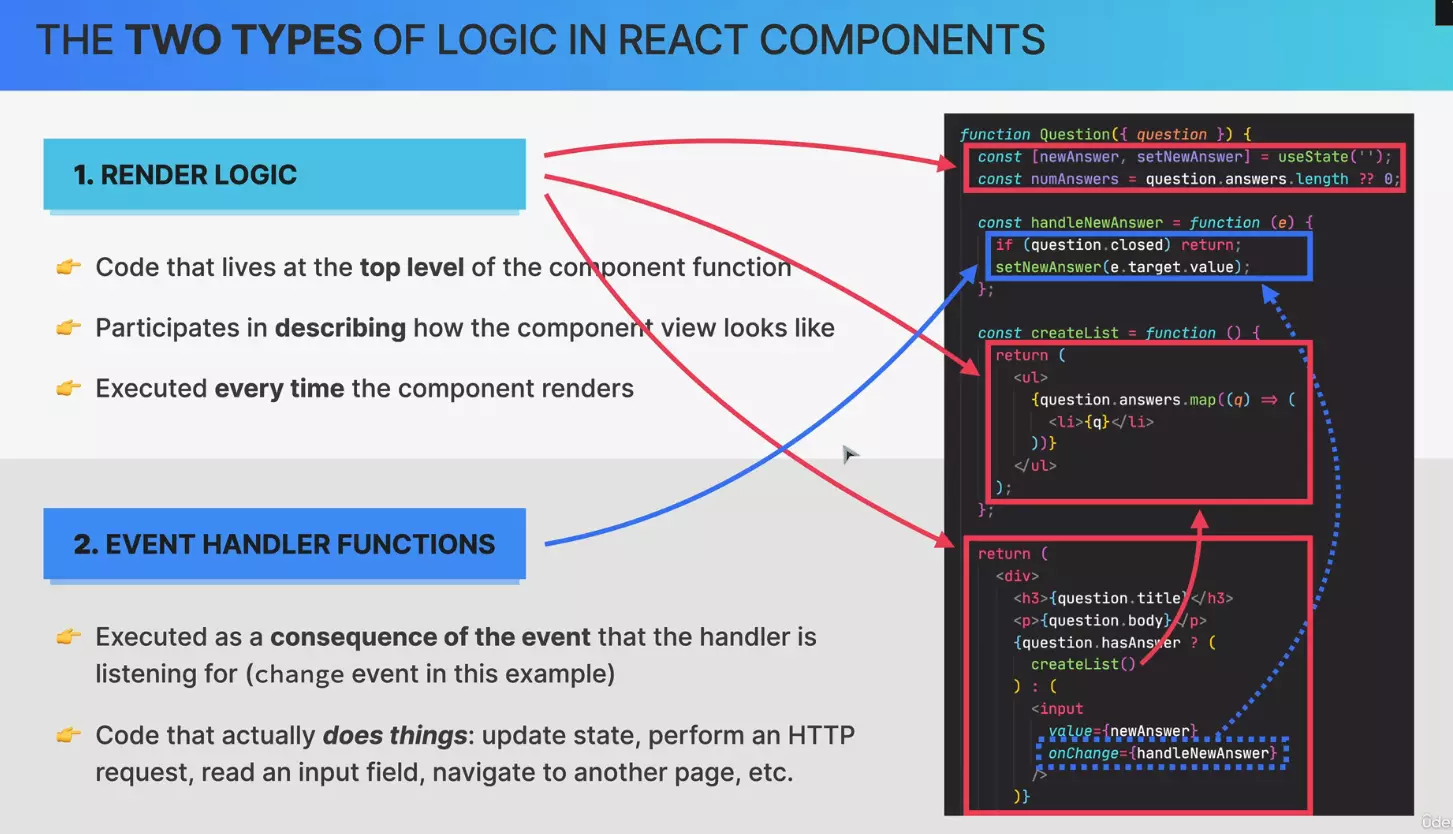 THE TWO TYPES OF LOGIC IN REACT COMPONENTS
1. RENDER LOGIC
👉 Code that lives at the top level of the component function
👉 Participates in describing how the component view looks like
👉 Executed every time the component renders
2. EVENT HANDLER FUNCTIONS
👉 Executed as a consequence of the event that the handler is
listening for (change event in this example)
👉 Code that actually does things: update state, perform an HTTP
request, read an input field, navigate to another page, etc.
function Question({ question }) {
const [newAnswer, setNewAnswer] = useState('');
const numAnswers = question.answers.length ?? 0;
const handleNewAnswer = function (e) {
if (question.closed) return;
setNewAnswer(e.target.value);
};
const createList = function () {
return (
<ul>
{question.answers.map((q) => (
<li>{q}</li>
))}
</ul>
);
};
return (
<div>
<h3>{question.title}</h3>
<p>{question.body}</p>
{question.hasAnswer ? (
createList()
) : (
<input
value={newAnswer}
onChange={handleNewAnswer}
/>
)}